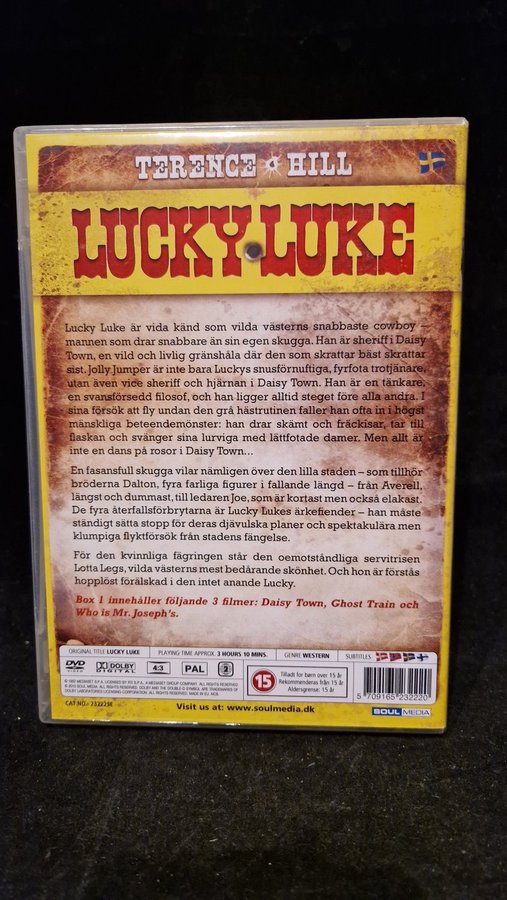 TERENCE HILL
LUCKY LUKE
Lucky Luke är vida känd som vilda västerns snabbaste cowboy –
mannen som drar snabbare än sin egen skugga. Han är sheriff i Daisy
Town, en vild och livlig gränshåla där den som skrattar bäst skrattar
sist. Jolly Jumper är inte bara Luckys snusförnuftiga, fyrfota trotjänare,
utan även vice sheriff och hjärnan i Daisy Town. Han är en tänkare,
en svansförsedd filosof, och han ligger alltid steget före alla andra. I
sina försök att fly undan den grå hästrutinen faller han ofta in i högst
mänskliga beteendemönster: han drar skämt och fräckisar, tar till
flaskan och svänger sina lurviga med lättfotade damer. Men allt är
inte en dans på rosor i Daisy Town...
En fasansfull skugga vilar nämligen över den lilla staden – som tillhör
bröderna Dalton, fyra farliga figurer i fallande längd – från Averell,
längst och dummast, till ledaren Joe, som är kortast men också elakast.
De fyra återfallsförbrytarna är Lucky Lukes ärkefiender – han måste
ständigt sätta stopp för deras djävulska planer och spektakulära men
klumpiga flyktförsök från stadens fängelse.
För den kvinnliga fägringen står den oemotståndliga servitrisen
Lotta Legs, vilda västerns mest bedårande skönhet. Och hon är förstås
hopplöst förälskad i den intet anande Lucky.
Box 1 innehåller följande 3 filmer: Daisy Town, Ghost Train och
Who is Mr. Joseph's.
ORIGINAL TITLE LUCKY LUKE PLAYING TIME APPROX. 3 HOURS 10 MINS. GENRE WESTERN SUBTITLES
DVD VIDEO DOLBY DIGITAL 4:3 PAL 2 15
Tilladt for børn over 15 år
Rekommenderas från 15 år
Aldersgrense: 15 år
5 709165 232220
CAT NO.: 232225E Visit us at: www.soulmedia.dk SOUL MEDIA